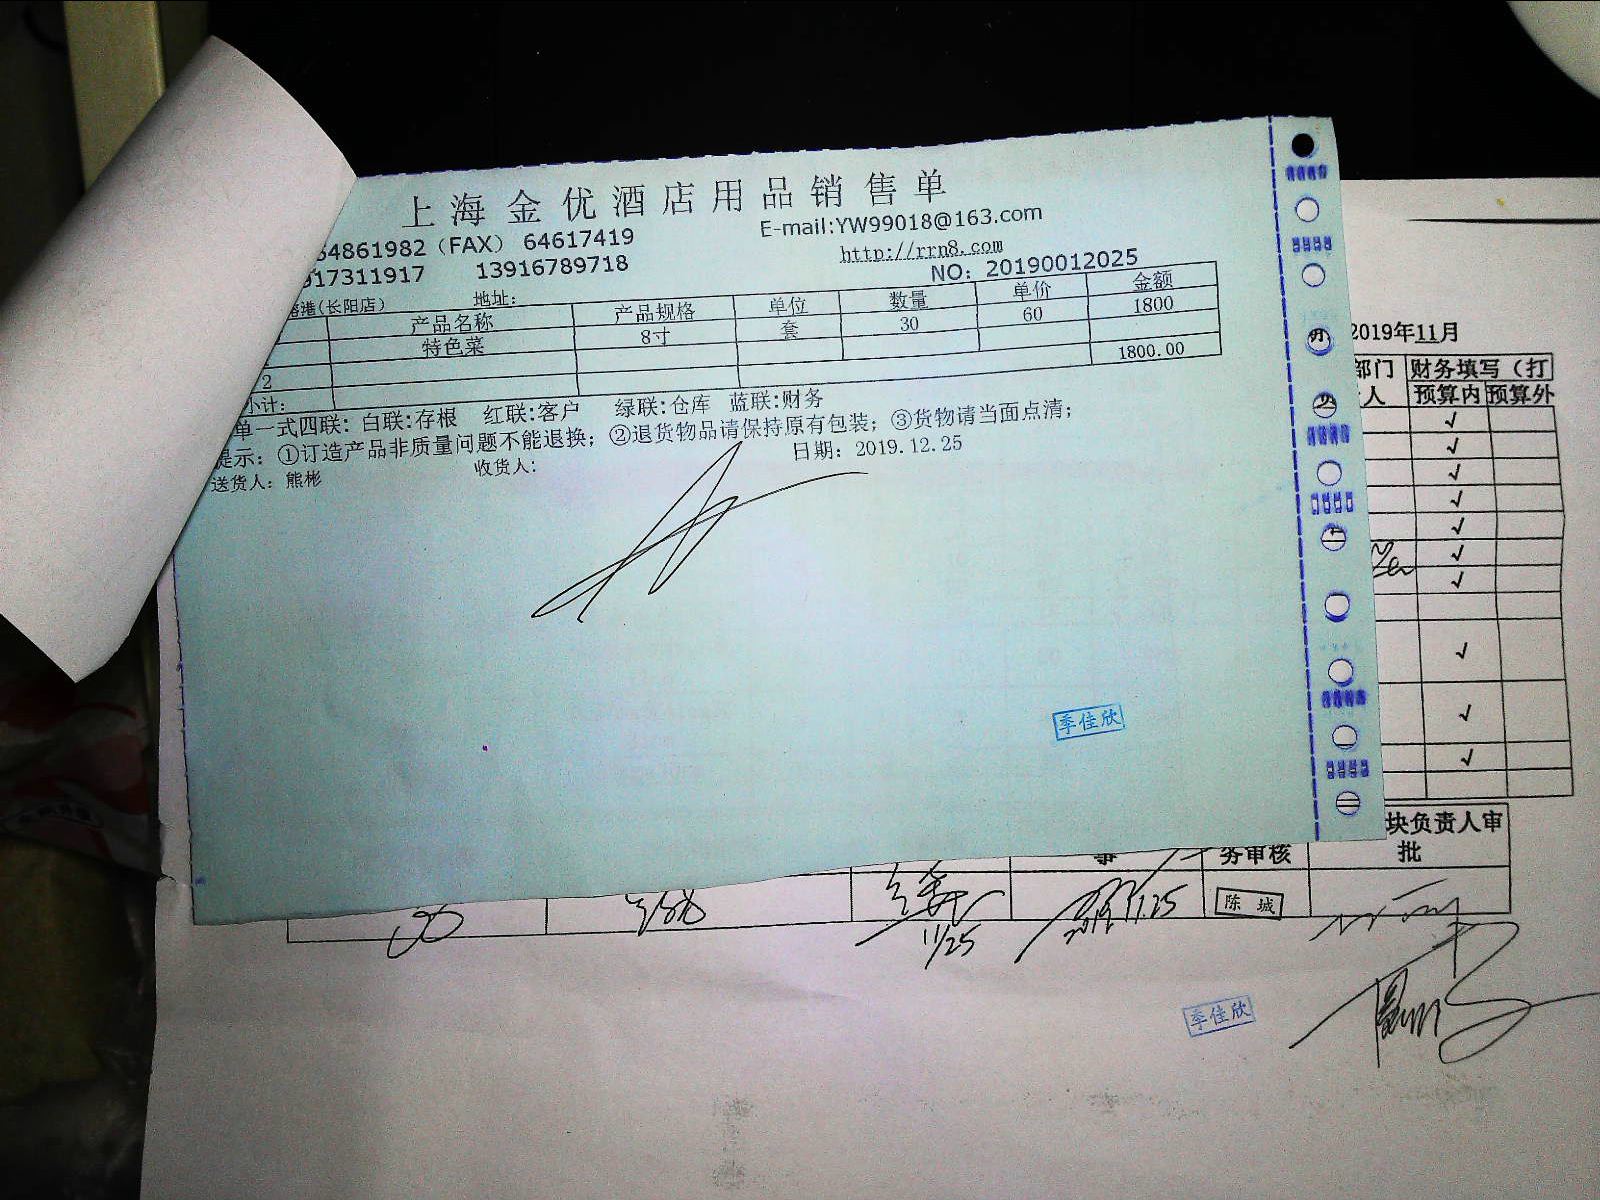 上海金优酒店用品销售单
4861982（FAX） 64617419
E-mail:YW99018@163.com
917311917 13916789718
http://rrn8.com
NO: 20190012025
港(长阳店) 地址:
产品名称 产品规格 单位 数量 单价 金额
特色菜 8寸 套 30 60 1800
2
小计: 1800.00
单一式四联: 白联:存根 红联:客户 绿联:仓库 蓝联:财务
提示: ①订造产品非质量问题不能退换; ②退货物品请保持原有包装; ③货物请当面点清;
送货人: 熊彬 收货人: 日期: 2019.12.25
季佳欣
2019年11月
部门 财务填写（打
人 预算内 预算外
√
√
√
√
√
√
√
√
√
√
块负责人审
务审核 批
11/25
陈城
季佳欣